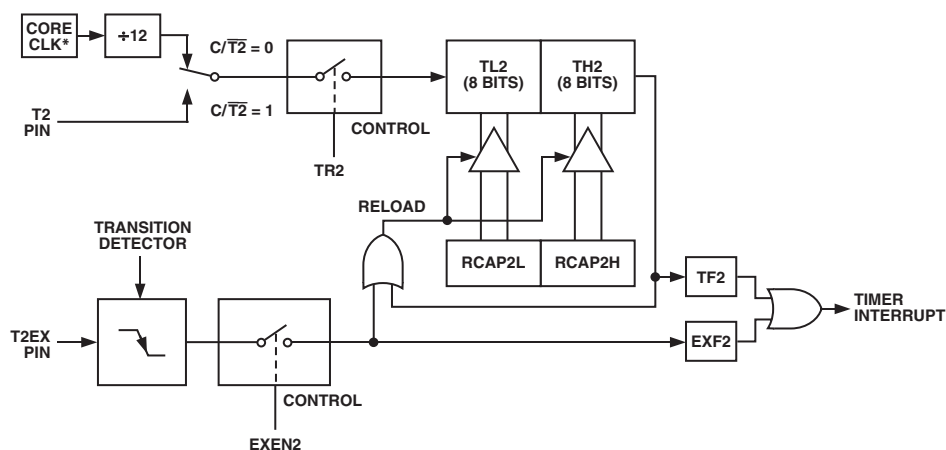 CORE
CLK*
÷12
C/T2 = 0
C/T2 = 1
T2
PIN
CONTROL
TR2
TL2
(8 BITS)
TH2
(8 BITS)
RELOAD
TRANSITION
DETECTOR
RCAP2L
RCAP2H
TF2
TIMER
INTERRUPT
T2EX
PIN
EXF2
CONTROL
EXEN2